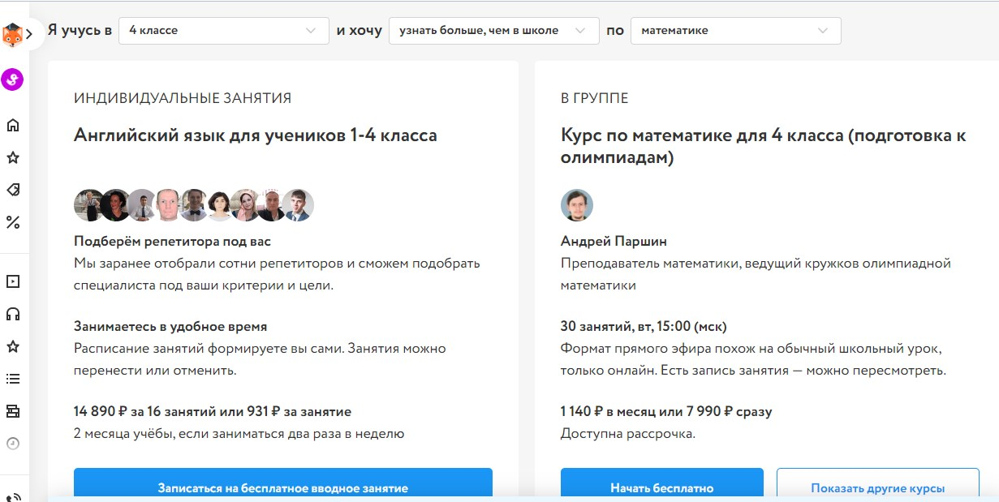 Я учусь в 4 классе и хочу узнать больше, чем в школе по математике
ИНДИВИДУАЛЬНЫЕ ЗАНЯТИЯ
Английский язык для учеников 1-4 класса
Подберём репетитора под вас
Мы заранее отобрали сотни репетиторов и сможем подобрать
специалиста под ваши критерии и цели.
Занимаетесь в удобное время
Расписание занятий формируете вы сами. Занятия можно
перенести или отменить.
14 890 ₽ за 16 занятий или 931 ₽ за занятие
2 месяца учёбы, если заниматься два раза в неделю
Записаться на бесплатное вводное занятие
В ГРУППЕ
Курс по математике для 4 класса (подготовка к
олимпиадам)
Андрей Паршин
Преподаватель математики, ведущий кружков олимпиадной
математики
30 занятий, вт, 15:00 (мск)
Формат прямого эфира похож на обычный школьный урок,
только онлайн. Есть запись занятия — можно пересмотреть.
1 140 ₽ в месяц или 7 990 ₽ сразу
Доступна рассрочка.
Начать бесплатно
Показать другие курсы